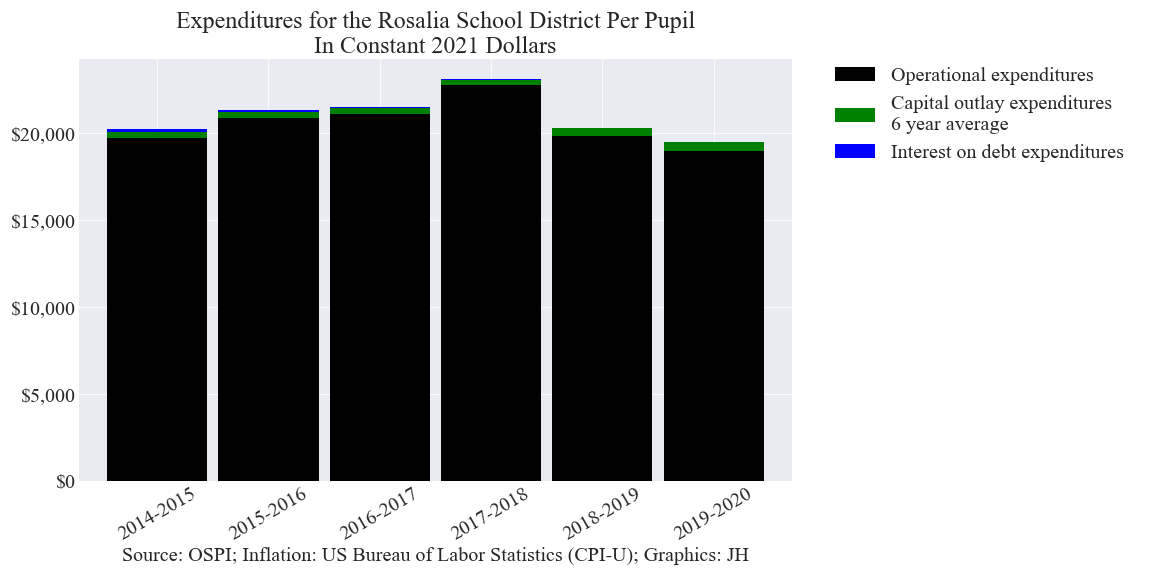 Expenditures for the Rosalia School District Per Pupil
In Constant 2021 Dollars
Operational expenditures
Capital outlay expenditures
6 year average
Interest on debt expenditures
$20,000
$15,000
$10,000
$5,000
$0
2014-2015
2015-2016
2016-2017
2017-2018
2018-2019
2019-2020
Source: OSPI; Inflation: US Bureau of Labor Statistics (CPI-U); Graphics: JH